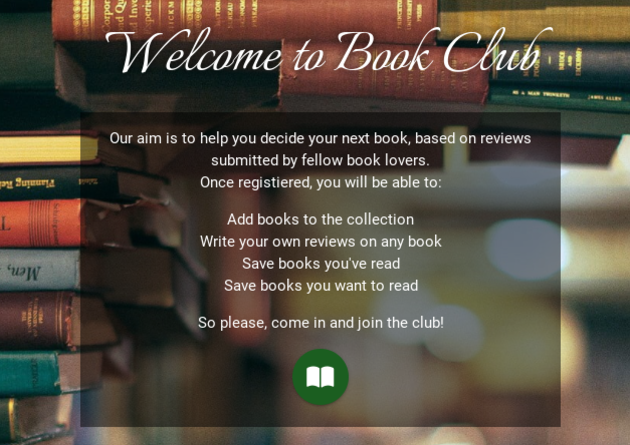 Welcome to Book Club
Our aim is to help you decide your next book, based on reviews
submitted by fellow book lovers.
Once registiered, you will be able to:
Add books to the collection
Write your own reviews on any book
Save books you've read
Save books you want to read
So please, come in and join the club!
Planning
Men,